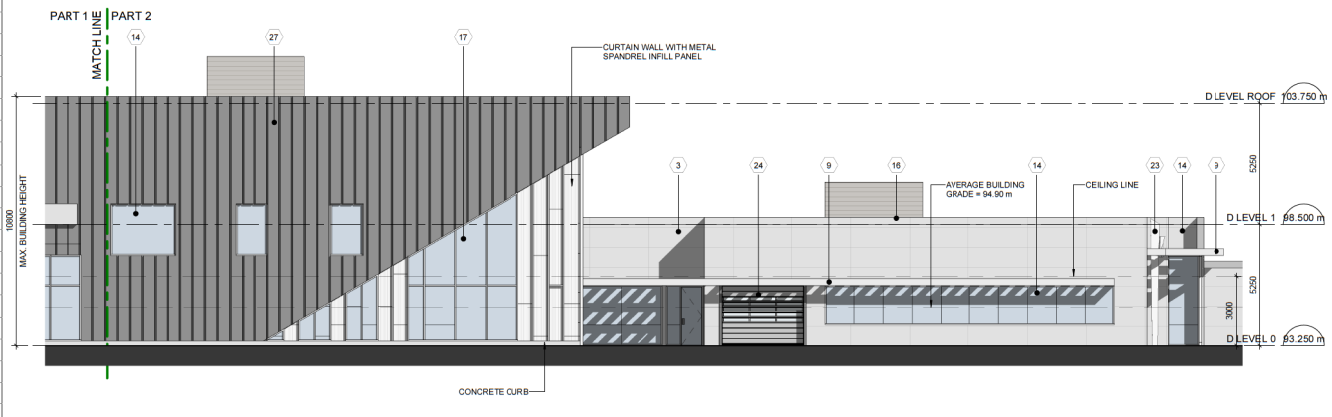 PART 1
PART 2
MATCH LINE
14
27
17
CURTAIN WALL WITH METAL
SPANDREL INFILL PANEL
D LEVEL ROOF 103.750 m
3
24
9
16
14
23
14
9
5250
AVERAGE BUILDING
GRADE = 94.90 m
CEILING LINE
10800
MAX. BUILDING HEIGHT
D LEVEL 1 98.500 m
5250
3000
D LEVEL 0 93.250 m
CONCRETE CURB